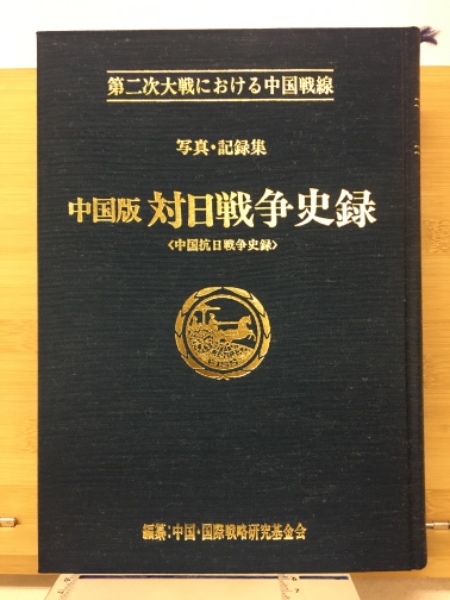 第二次大戦における中国戦線
写真・記録集
中国版 対日戦争史録
〈中国抗日戦争史録〉
編纂:中国・国際戦略研究基金会